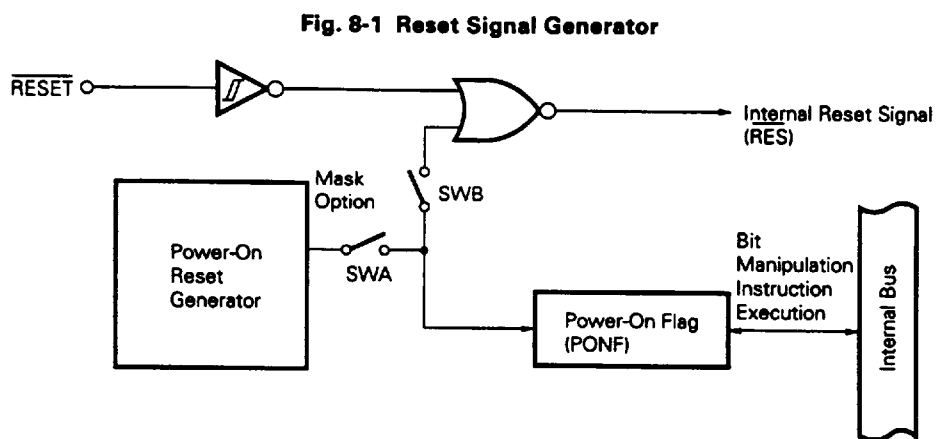 Fig. 8-1 Reset Signal Generator
RESET
Internal Reset Signal
(RES)
Mask
Option
SWB
SWA
Power-On
Reset
Generator
Bit
Manipulation
Instruction
Execution
Power-On Flag
(PONF)
Internal Bus